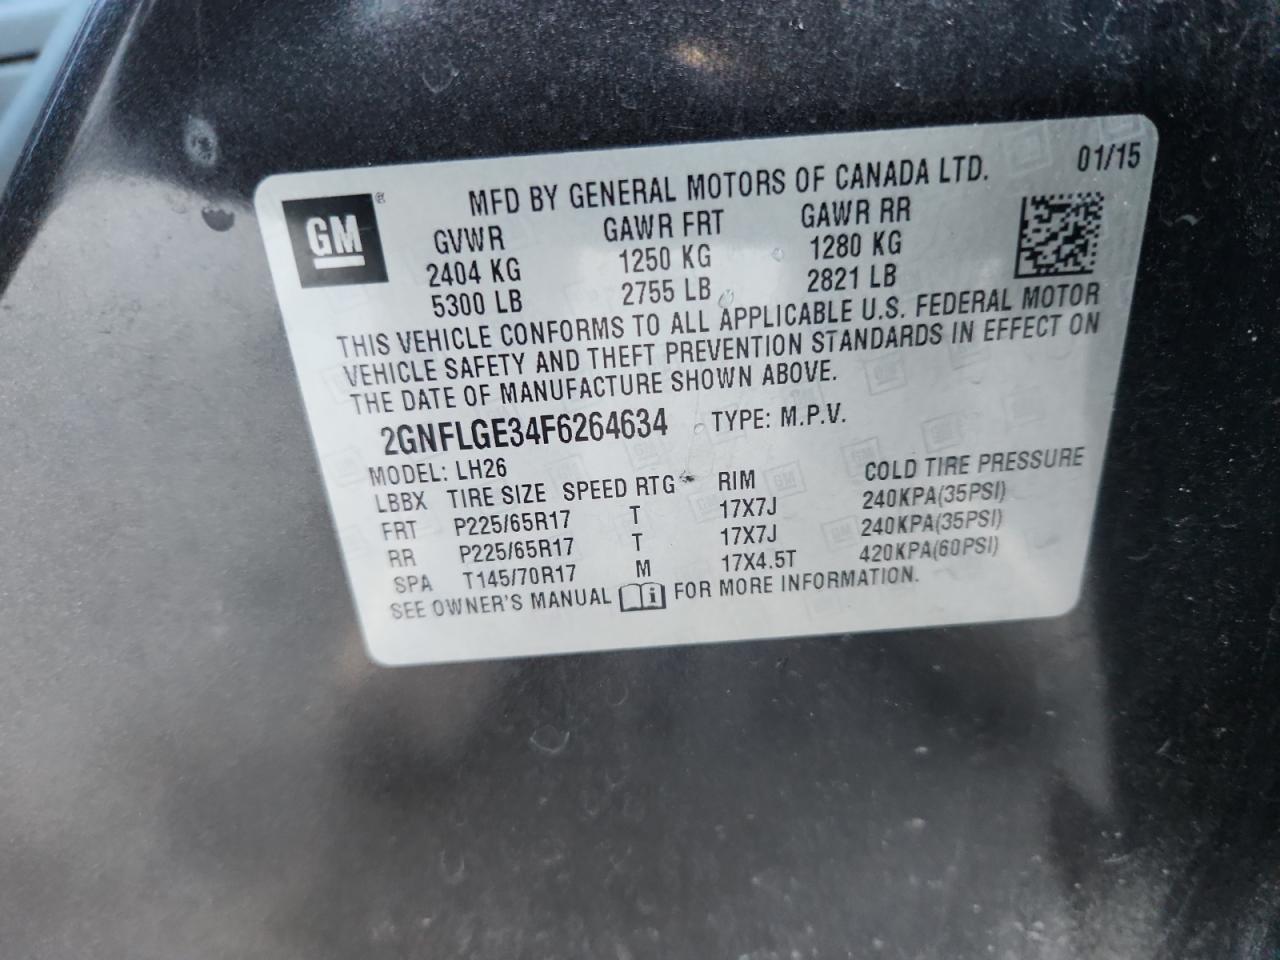 GM ®
MFD BY GENERAL MOTORS OF CANADA LTD. 01/15
GVWR GAWR FRT GAWR RR
2404 KG 1250 KG 1280 KG
5300 LB 2755 LB 2821 LB
THIS VEHICLE CONFORMS TO ALL APPLICABLE U.S. FEDERAL MOTOR
VEHICLE SAFETY AND THEFT PREVENTION STANDARDS IN EFFECT ON
THE DATE OF MANUFACTURE SHOWN ABOVE.
2GNFLGE34F6264634 TYPE: M.P.V.
MODEL: LH26
LBBX TIRE SIZE SPEED RTG RIM COLD TIRE PRESSURE
FRT P225/65R17 T 17X7J 240KPA(35PSI)
RR P225/65R17 T 17X7J 240KPA(35PSI)
SPA T145/70R17 M 17X4.5T 420KPA(60PSI)
SEE OWNER'S MANUAL i FOR MORE INFORMATION.